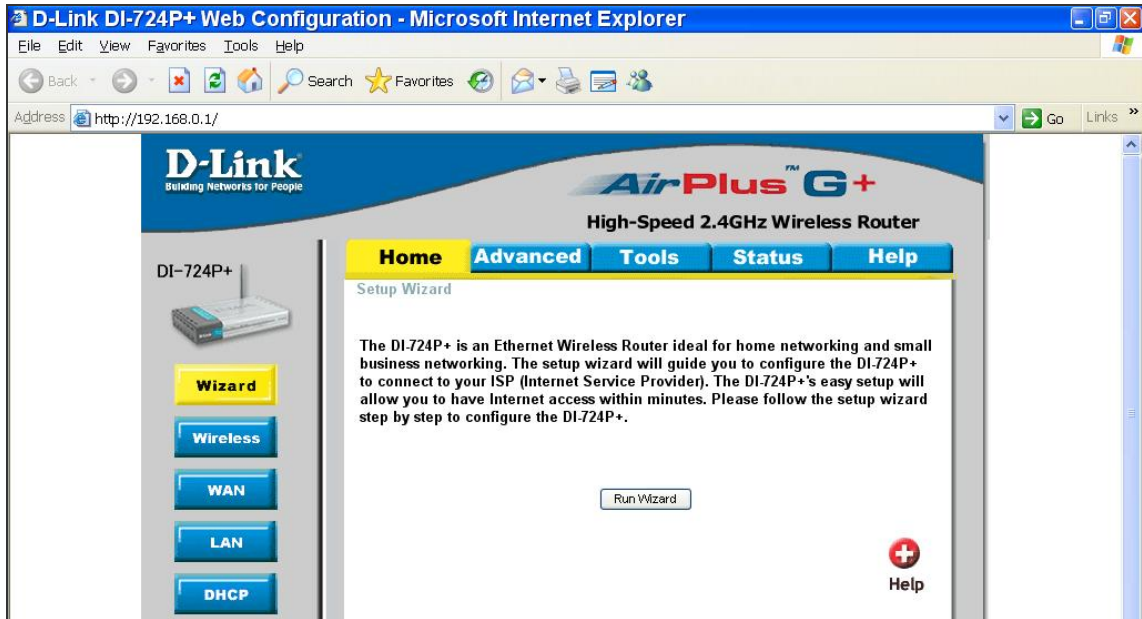 D-Link DI-724P+ Web Configuration - Microsoft Internet Explorer
File Edit View Favorites Tools Help
Back Search Favorites
Address http://192.168.0.1/ Go Links »
D-Link
Building Networks for People
AirPlus™ G+
High-Speed 2.4GHz Wireless Router
Home Advanced Tools Status Help
DI-724P+
Setup Wizard
The DI-724P+ is an Ethernet Wireless Router ideal for home networking and small
business networking. The setup wizard will guide you to configure the DI-724P+
to connect to your ISP (Internet Service Provider). The DI-724P+'s easy setup will
allow you to have Internet access within minutes. Please follow the setup wizard
step by step to configure the DI-724P+.
Run Wizard
Help
Wizard
Wireless
WAN
LAN
DHCP